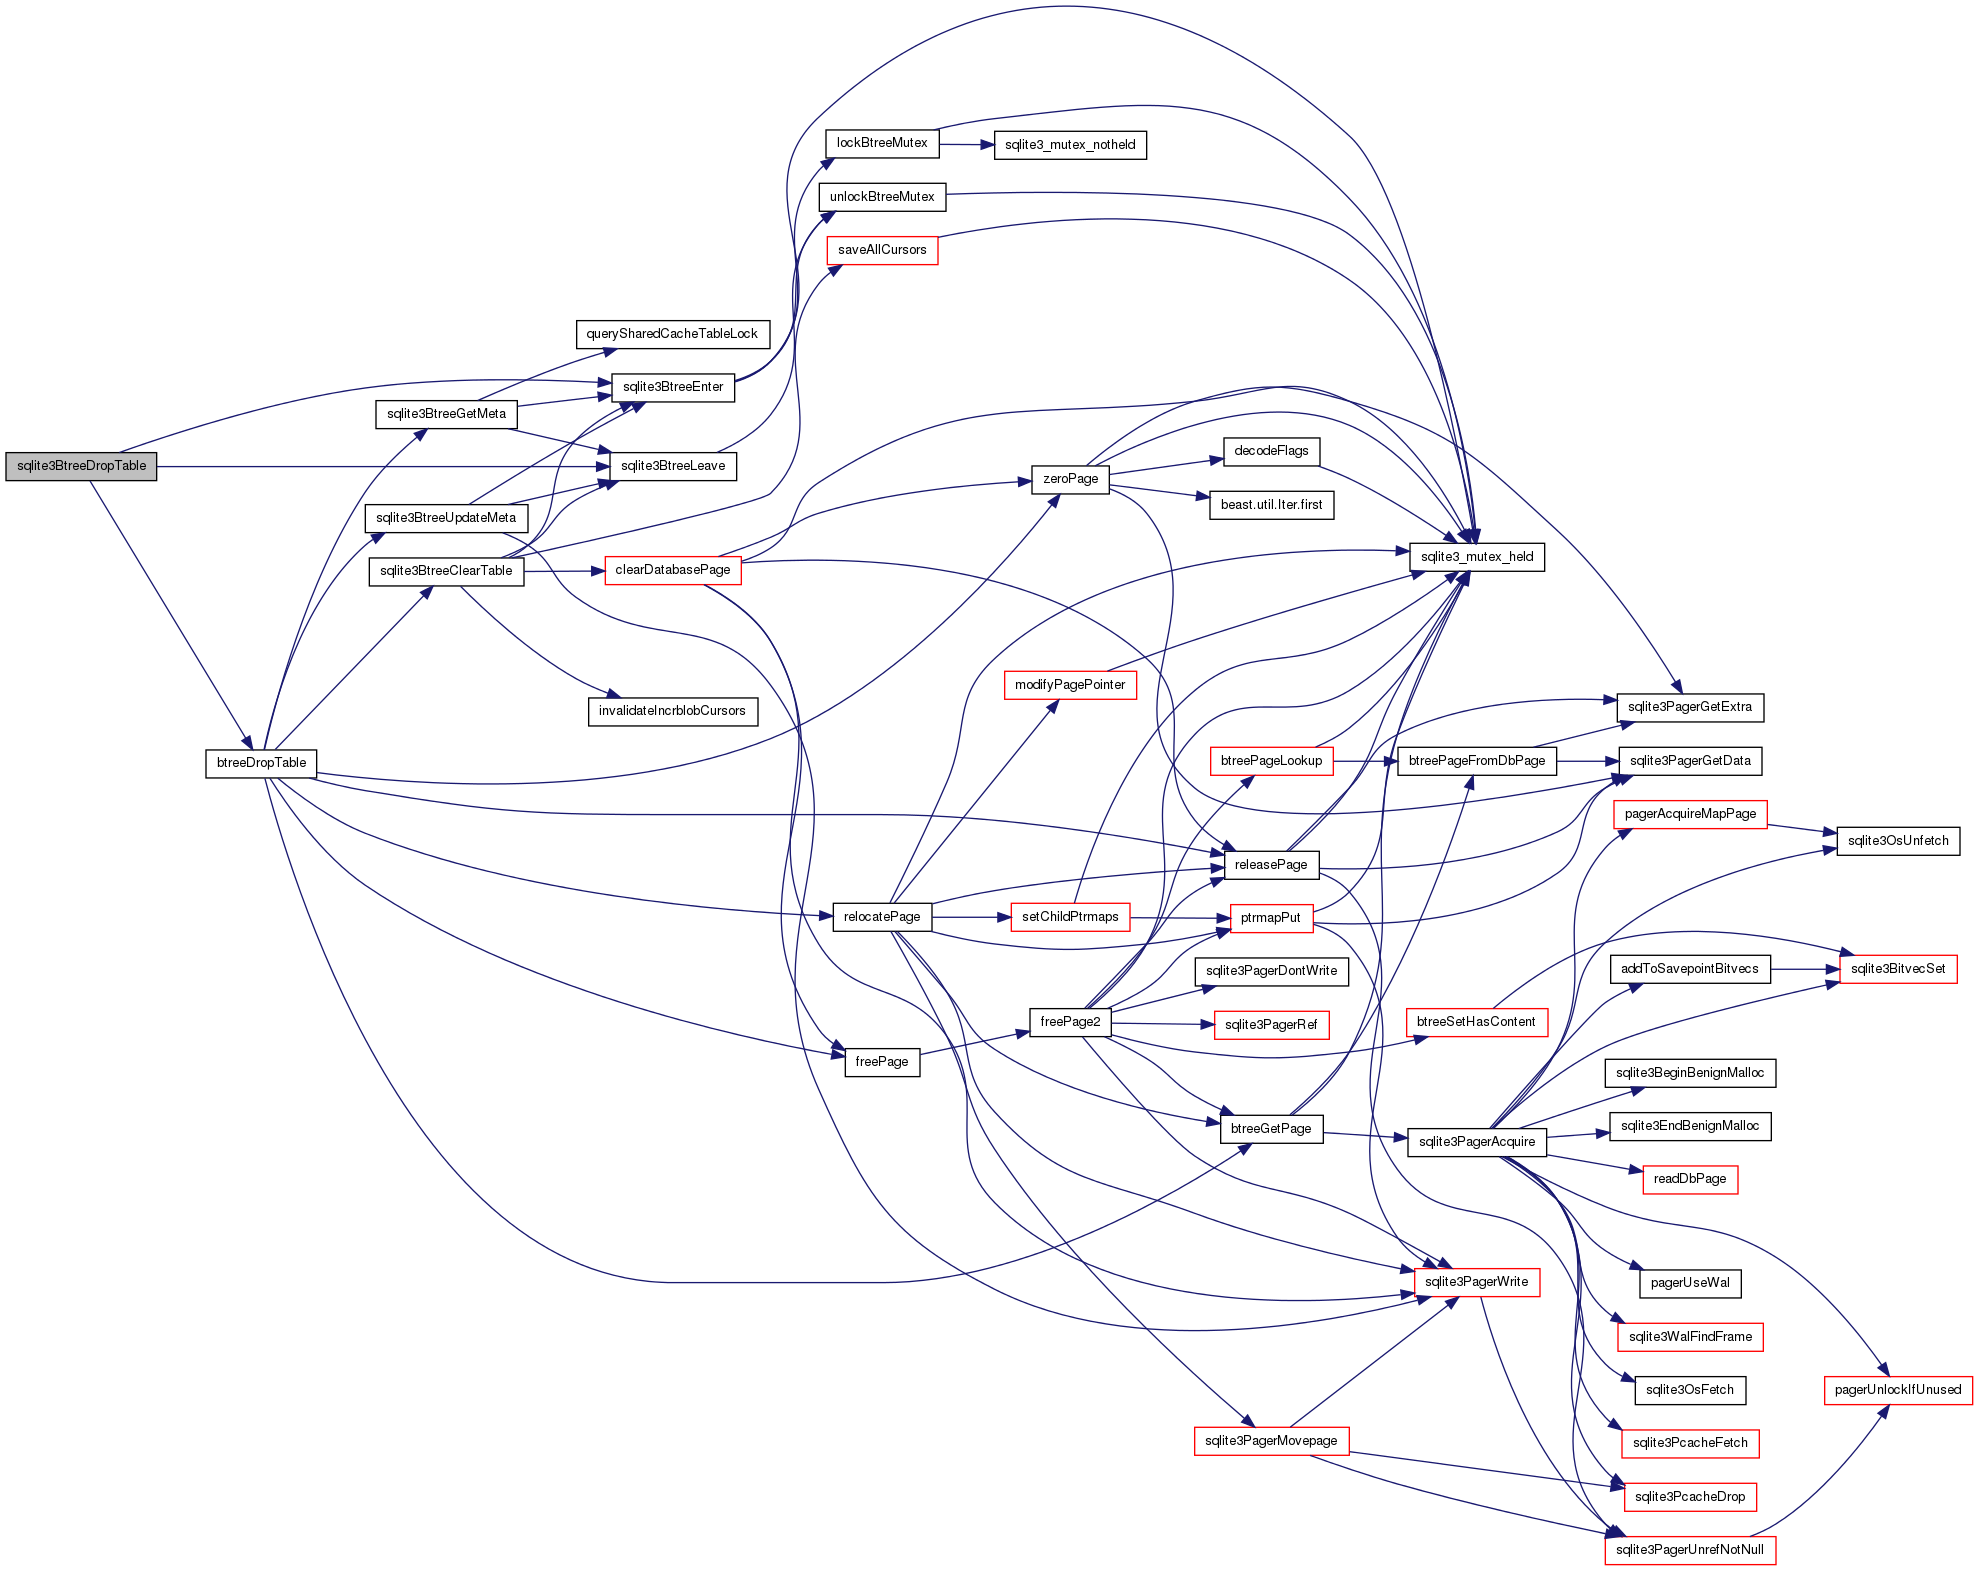 sqlite3BtreeDropTable
btreeDropTable
sqlite3BtreeGetMeta
sqlite3BtreeUpdateMeta
sqlite3BtreeClearTable
querySharedCacheTableLock
sqlite3BtreeEnter
sqlite3BtreeLeave
clearDatabasePage
invalidateIncrblobCursors
lockBtreeMutex
unlockBtreeMutex
saveAllCursors
relocatePage
freePage
sqlite3_mutex_notheld
zeroPage
modifyPagePointer
setChildPtrmaps
freePage2
decodeFlags
beast.util.Iter.first
btreePageLookup
releasePage
ptrmapPut
sqlite3PagerDontWrite
sqlite3PagerRef
btreeGetPage
sqlite3PagerMovepage
sqlite3_mutex_held
btreePageFromDbPage
btreeSetHasContent
sqlite3PagerAcquire
sqlite3PagerWrite
sqlite3PagerGetExtra
sqlite3PagerGetData
pagerAcquireMapPage
addToSavepointBitvecs
sqlite3BeginBenignMalloc
sqlite3EndBenignMalloc
readDbPage
pagerUseWal
sqlite3WalFindFrame
sqlite3OsFetch
sqlite3PcacheFetch
sqlite3PcacheDrop
sqlite3PagerUnrefNotNull
sqlite3OsUnfetch
sqlite3BitvecSet
pagerUnlockIfUnused